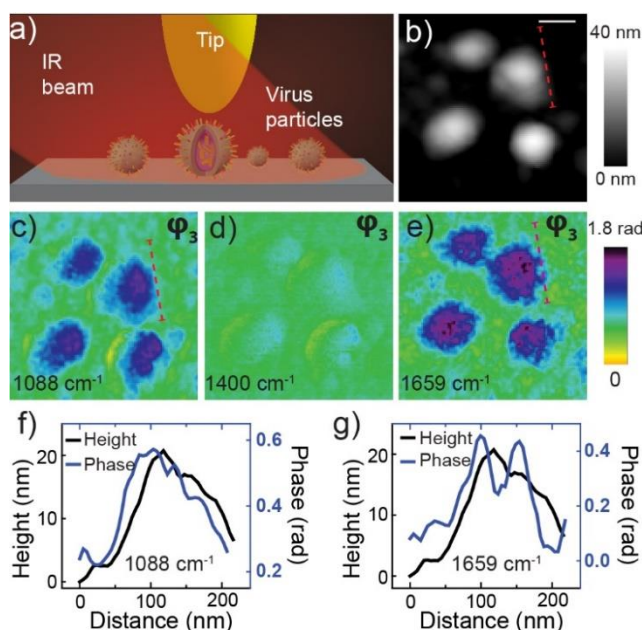 a)
IR
beam
Tip
Virus
particles
b)
40 nm
0 nm
c)
φ3
1088 cm-1
d)
φ3
1400 cm-1
e)
φ3
1659 cm-1
1.8 rad
0
f)
Height
Phase
Height (nm)
20
10
0
0.6
0.4
0.2
Phase (rad)
1088 cm-1
0 100 200
Distance (nm)
g)
Height
Phase
Height (nm)
20
10
0
0.4
0.2
0.0
Phase (rad)
1659 cm-1
0 100 200
Distance (nm)